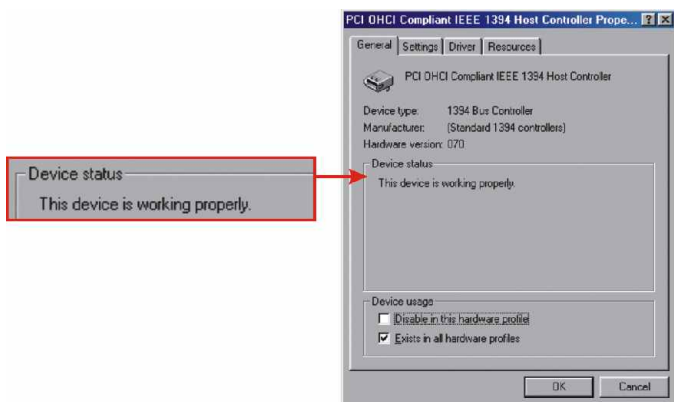 PCI OHCI Compliant IEEE 1394 Host Controller Prope...
General Settings Driver Resources
PCI OHCI Compliant IEEE 1394 Host Controller
Device type: 1394 Bus Controller
Manufacturer: (Standard 1394 controllers)
Hardware version: 070
Device status
This device is working properly.
Device status
This device is working properly.
Device usage
Disable in this hardware profile
Exists in all hardware profiles
OK Cancel